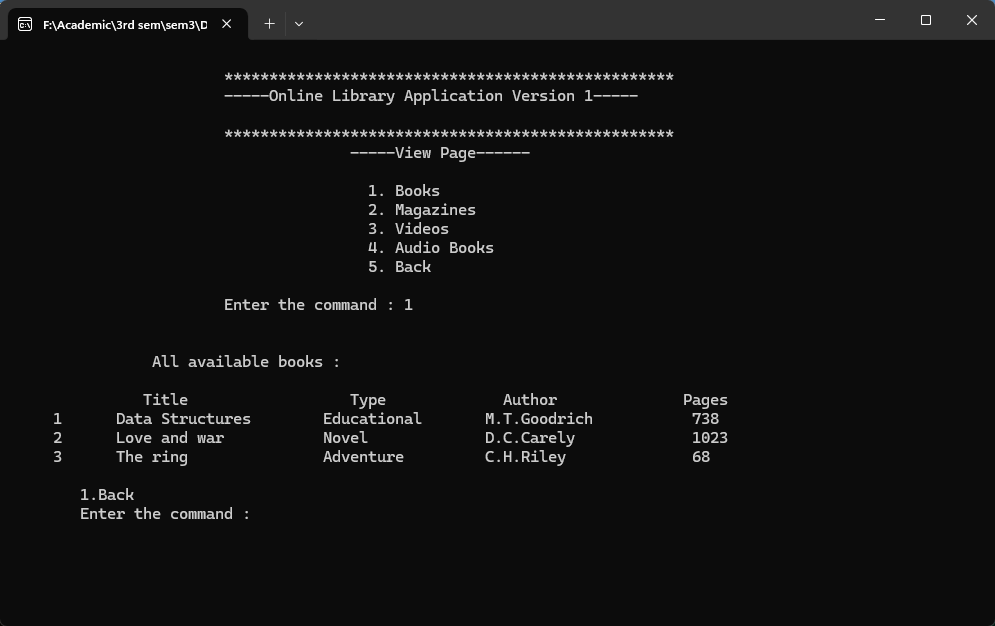 F:\Academic\3rd sem\sem3\D
**************************************************
-----Online Library Application Version 1-----
**************************************************
-----View Page------
1. Books
2. Magazines
3. Videos
4. Audio Books
5. Back
Enter the command : 1
All available books :
Title Type Author Pages
1 Data Structures Educational M.T.Goodrich 738
2 Love and war Novel D.C.Carely 1023
3 The ring Adventure C.H.Riley 68
1.Back
Enter the command :